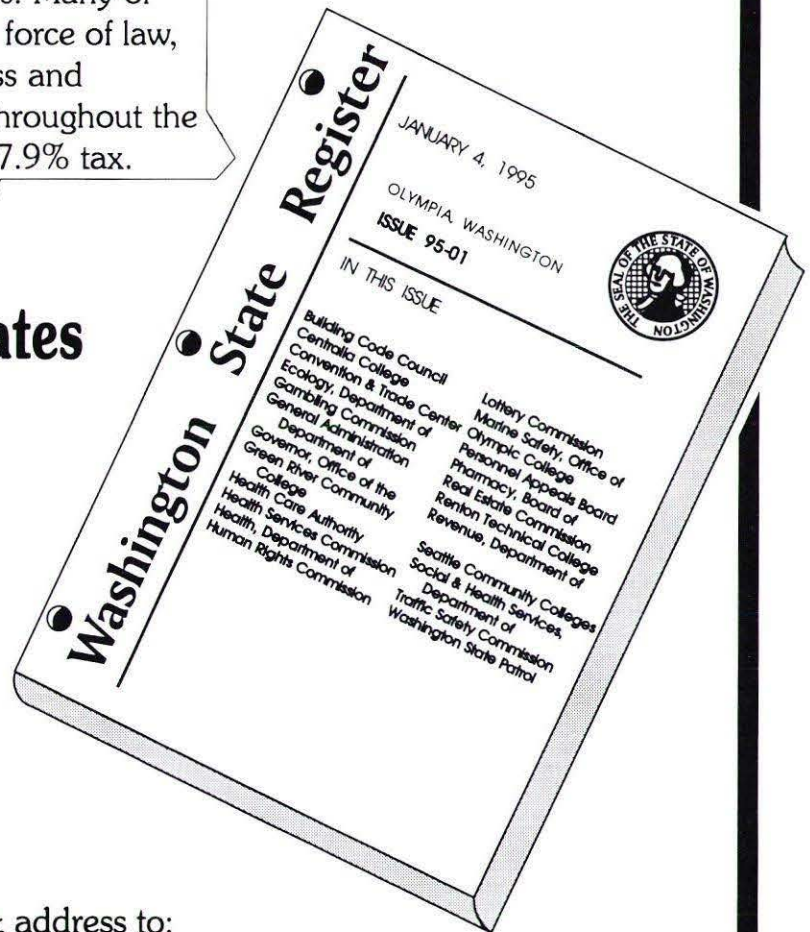 . Many of
force of law,
ss and
hroughout the
7.9% tax.
ates
Washington State Register
JANUARY 4, 1995
OLYMPIA, WASHINGTON
ISSUE 95-01
THE SEAL OF THE STATE OF WASHINGTON
IN THIS ISSUE
Building Code Council
Centralia College
Convention & Trade Center
Ecology, Department of
Gambling Commission
General Administration
Department of
Governor, Office of the
Green River Community
College
Health Care Authority
Health Services Commission
Health, Department of
Human Rights Commission
Lottery Commission
Marine Safety, Office of
Olympic College
Personnel Appeals Board
Pharmacy, Board of
Real Estate Commission
Renton Technical College
Revenue, Department of
Seattle Community Colleges
Social & Health Services,
Department of
Traffic Safety Commission
Washington State Patrol
address to: